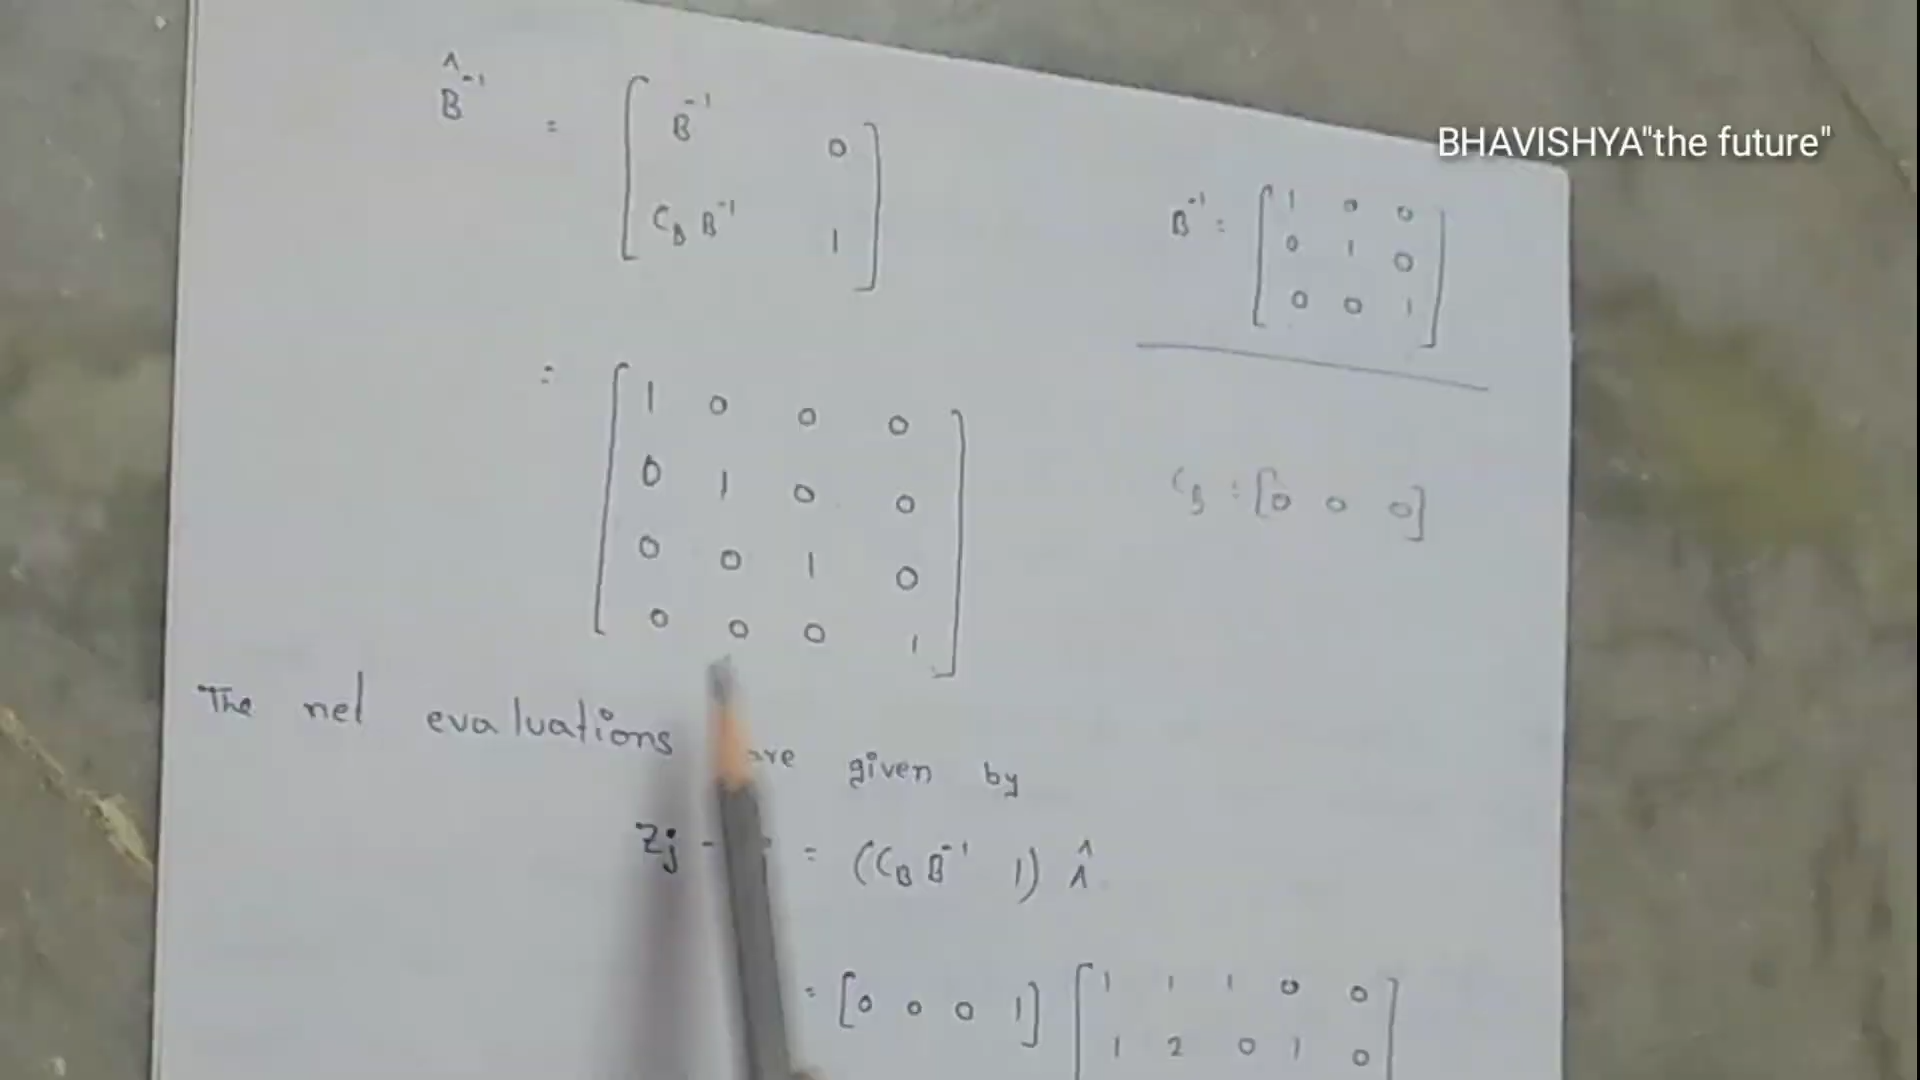 BHAVISHYA"the future"
B̂⁻¹ = [ B⁻¹ 0
C_B B⁻¹ 1 ]
B⁻¹ = [ 1 0 0
0 1 0
0 0 1 ]
= [ 1 0 0 0
0 1 0 0
0 0 1 0
0 0 0 1 ]
C_B = [0 0 0]
The net evaluations are given by
Zj - = (C_B B⁻¹ 1) Â
= [0 0 0 1] [ 1 1 1 0 0 ]
1 2 0 1 0